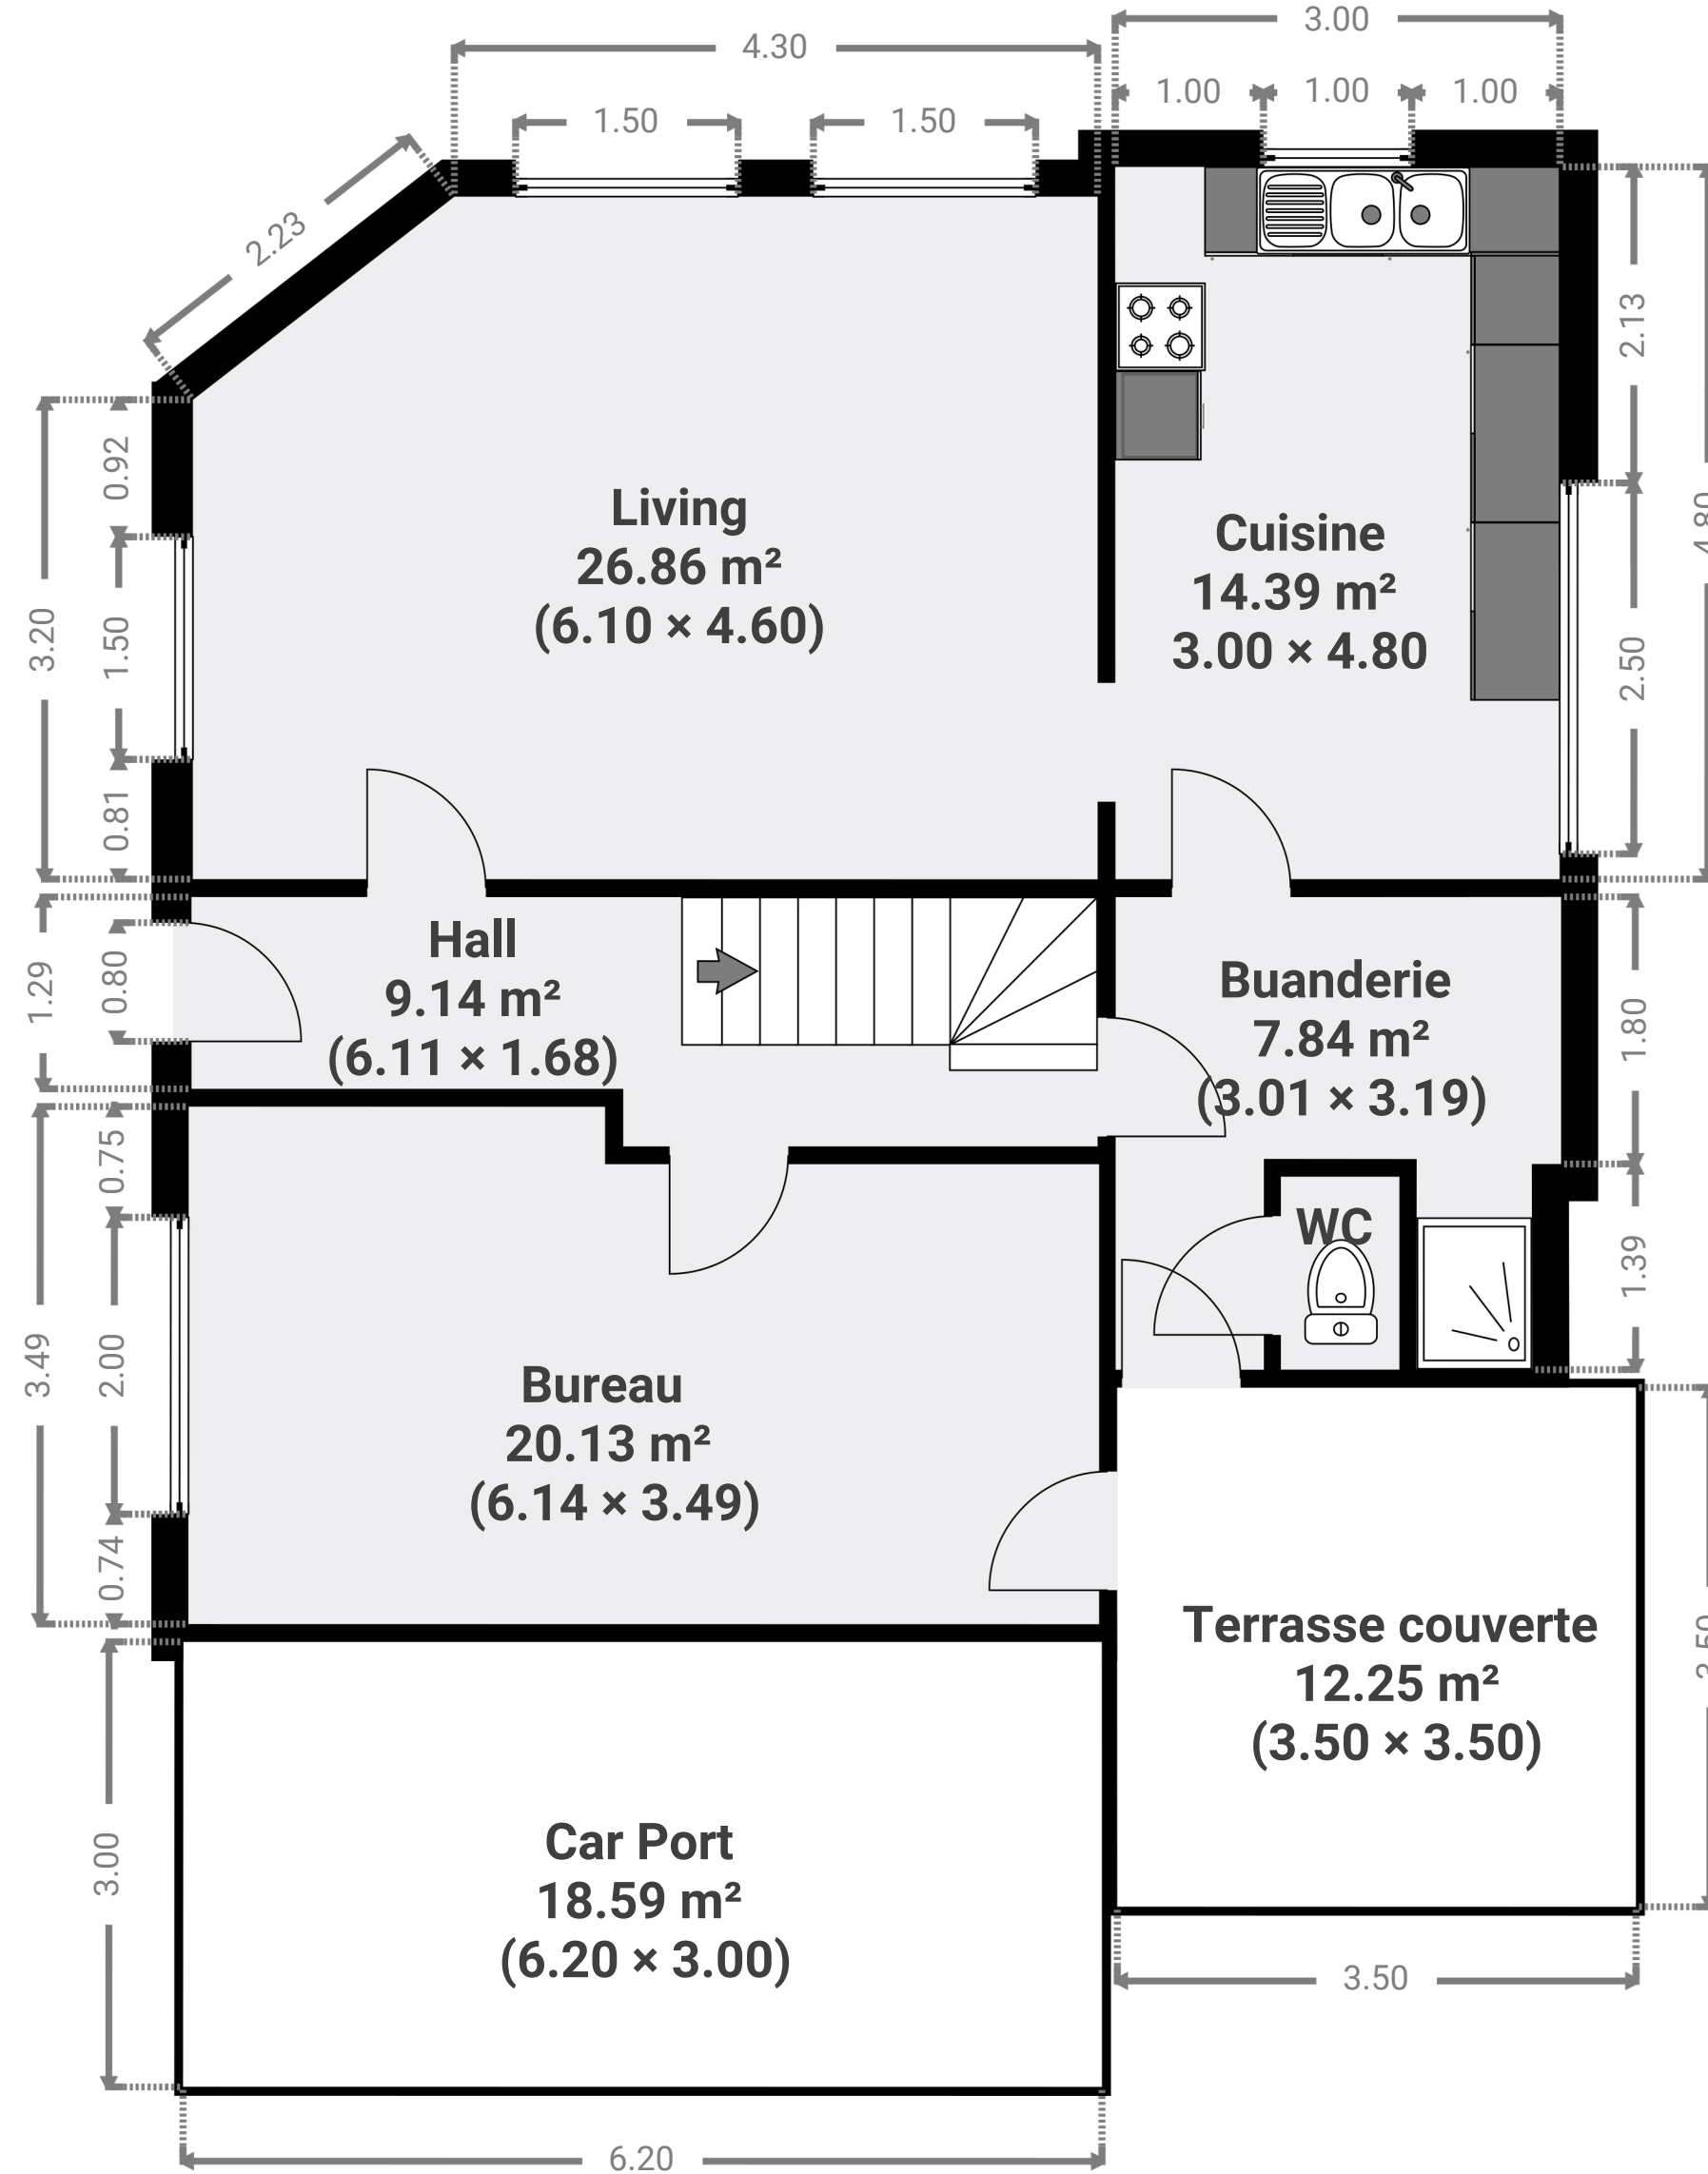 3.00
4.30
1.00
1.00
1.00
1.50
1.50
2.23
2.13
0.92
Living
26.86 m²
(6.10 × 4.60)
Cuisine
14.39 m²
3.00 × 4.80
4.80
3.20
1.50
2.50
0.81
Hall
9.14 m²
(6.11 × 1.68)
1.29
0.80
Buanderie
7.84 m²
(3.01 × 3.19)
1.80
0.75
WC
1.39
3.49
2.00
Bureau
20.13 m²
(6.14 × 3.49)
0.74
Terrasse couverte
12.25 m²
(3.50 × 3.50)
3.50
Car Port
18.59 m²
(6.20 × 3.00)
3.00
3.50
6.20